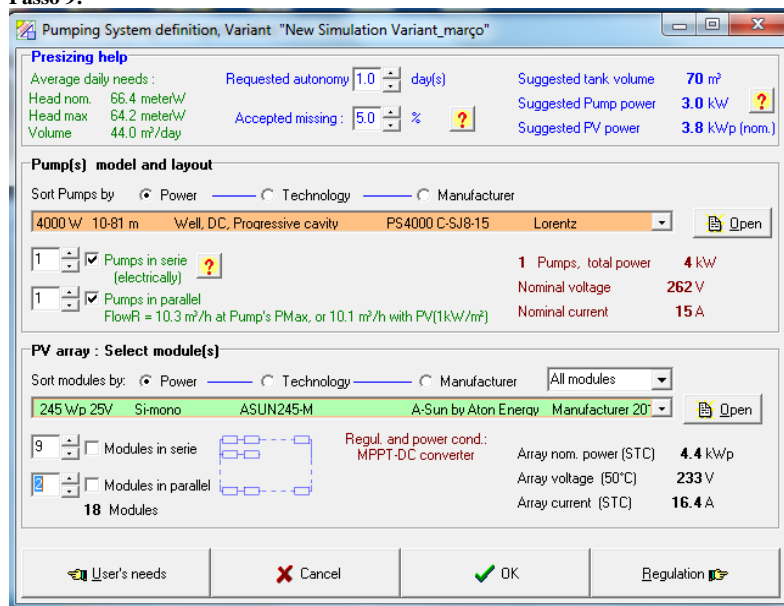 Passo 9:
Pumping System definition, Variant "New Simulation Variant_março"
Presizing help
Average daily needs :
Head nom. 66.4 meterW
Head max 64.2 meterW
Volume 44.0 m³/day
Requested autonomy 1.0 day(s)
Accepted missing : 5.0 % ?
Suggested tank volume 70 m³
Suggested Pump power 3.0 kW ?
Suggested PV power 3.8 kWp (nom.)
Pump(s) model and layout
Sort Pumps by Power Technology Manufacturer
4000 W 10-81 m Well, DC, Progressive cavity PS4000 C-SJ8-15 Lorentz Open
1 Pumps in serie ?
(electrically)
1 Pumps in parallel
FlowR = 10.3 m³/h at Pump's PMax, or 10.1 m³/h with PV(1kW/m²)
1 Pumps, total power 4 kW
Nominal voltage 262 V
Nominal current 15 A
PV array : Select module(s)
Sort modules by: Power Technology Manufacturer All modules
245 Wp 25V Si-mono ASUN245-M A-Sun by Aton Energy Manufacturer Open
9 Modules in serie
2 Modules in parallel
18 Modules
Regul. and power cond.:
MPPT-DC converter
Array nom. power (STC) 4.4 kWp
Array voltage (50°C) 233 V
Array current (STC) 16.4 A
User's needs Cancel OK Regulation